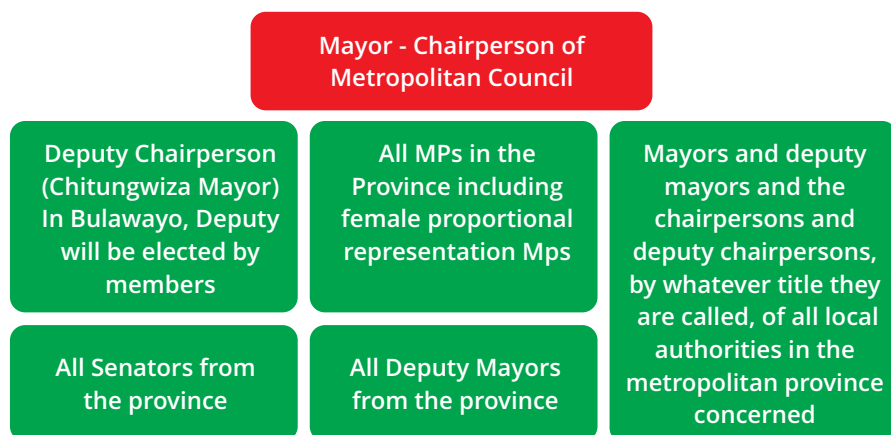 Mayor - Chairperson of
Metropolitan Council
Deputy Chairperson
(Chitungwiza Mayor)
In Bulawayo, Deputy
will be elected by
members
All MPs in the
Province including
female proportional
representation Mps
Mayors and deputy
mayors and the
chairpersons and
deputy chairpersons,
by whatever title they
are called, of all local
authorities in the
metropolitan province
concerned
All Senators from
the province
All Deputy Mayors
from the province